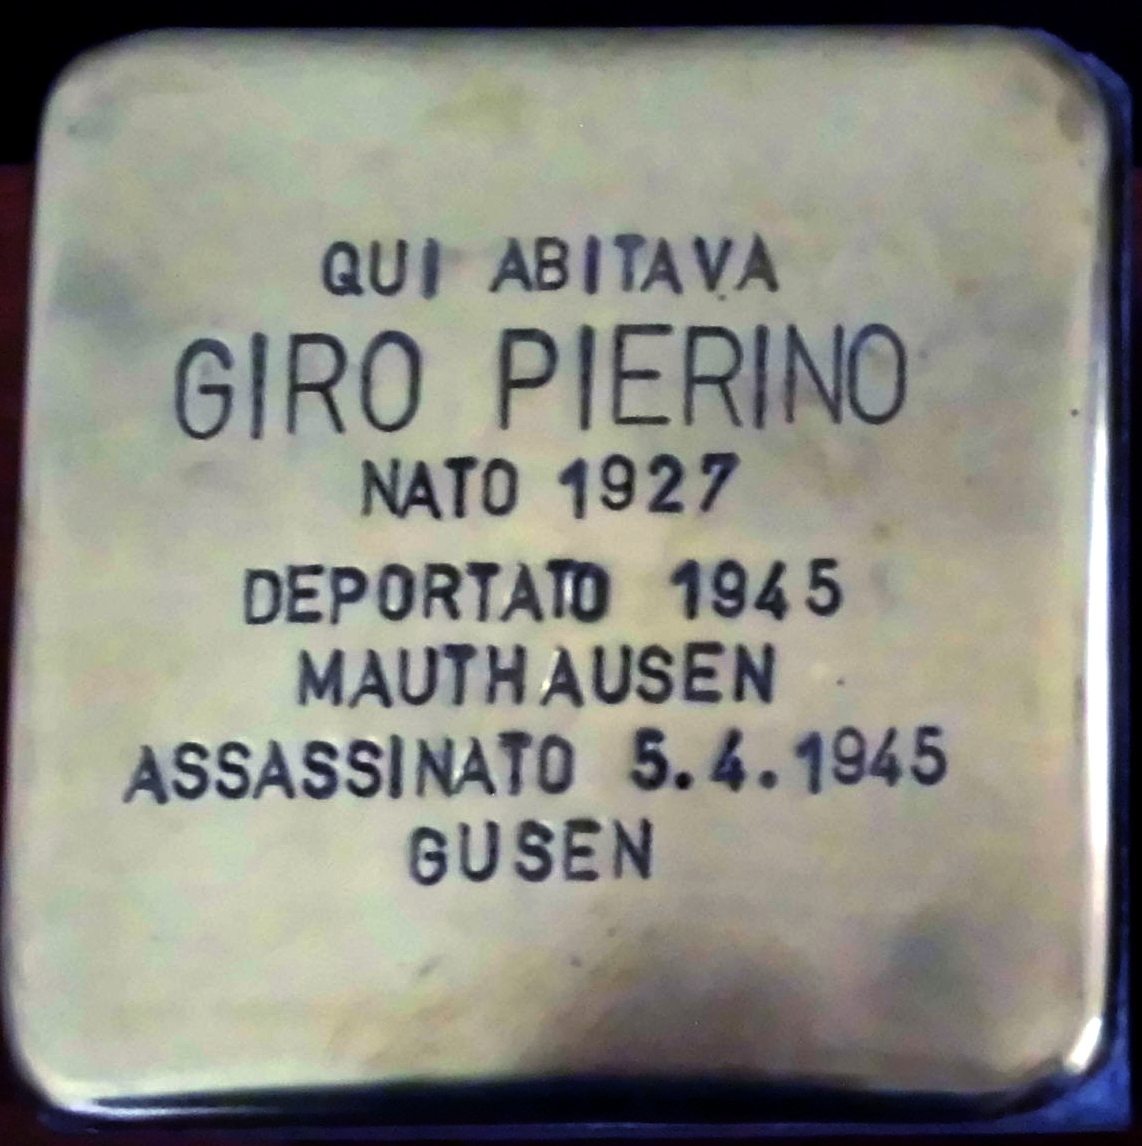 QUI ABITAVA
GIRO PIERINO
NATO 1927
DEPORTATO 1945
MAUTHAUSEN
ASSASSINATO 5.4.1945
GUSEN